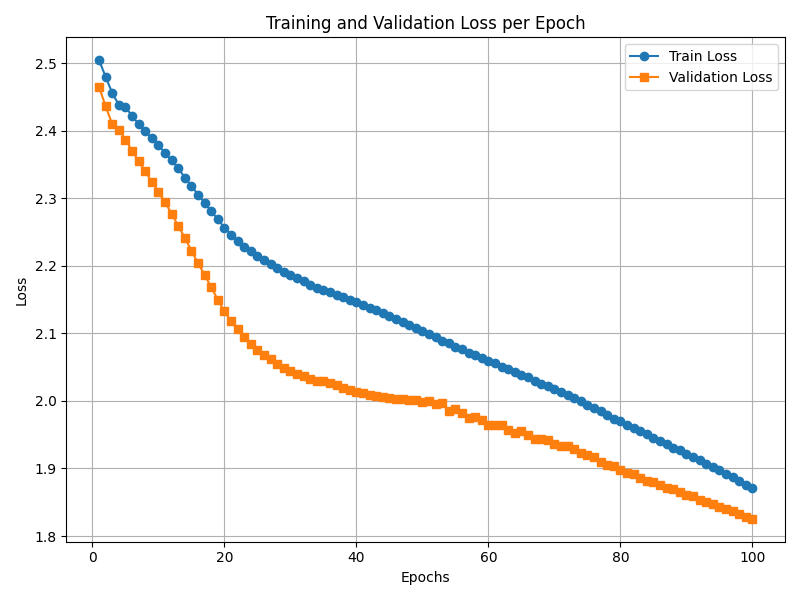 Training and Validation Loss per Epoch
Train Loss
Validation Loss
2.5
2.4
2.3
2.2
2.1
2.0
1.9
1.8
Loss
0
20
40
60
80
100
Epochs